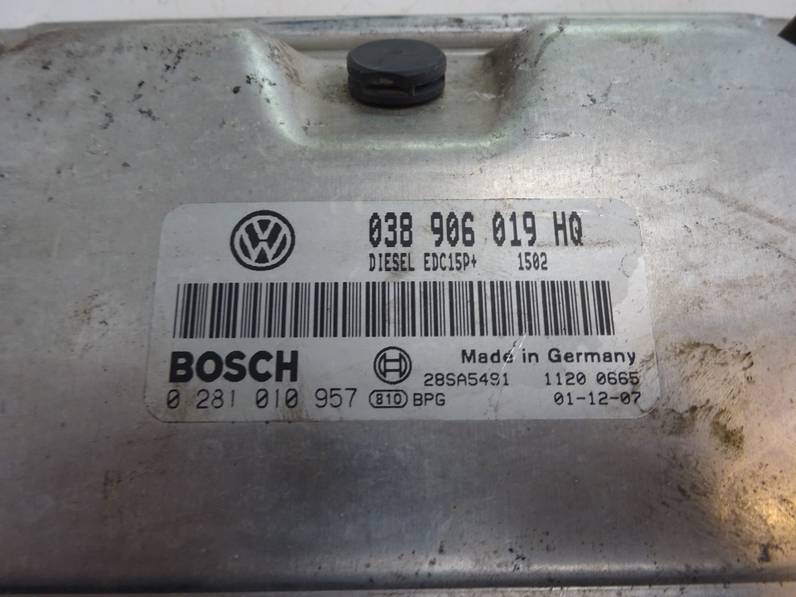 038 906 019 HQ
DIESEL EDC15P+ 1502
BOSCH Made in Germany
28SA5491 1120 0665
0 281 010 957 810 BPG 01-12-07